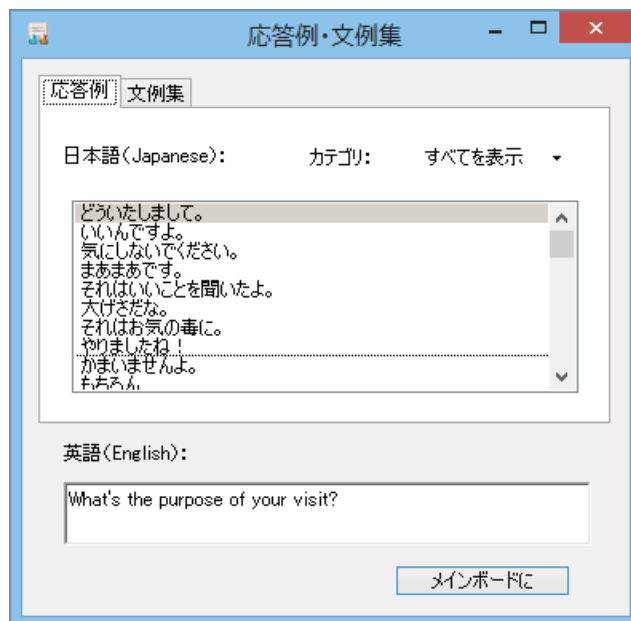 応答例・文例集
応答例 文例集
日本語(Japanese): カテゴリ: すべてを表示
どういたしまして。
いいんですよ。
気にしないでください。
まあまあです。
それはいいことを聞いたよ。
大げさだな。
それはお気の毒に。
やりましたね!
かまいませんよ。
もちろん
英語(English):
What's the purpose of your visit?
メインボードに